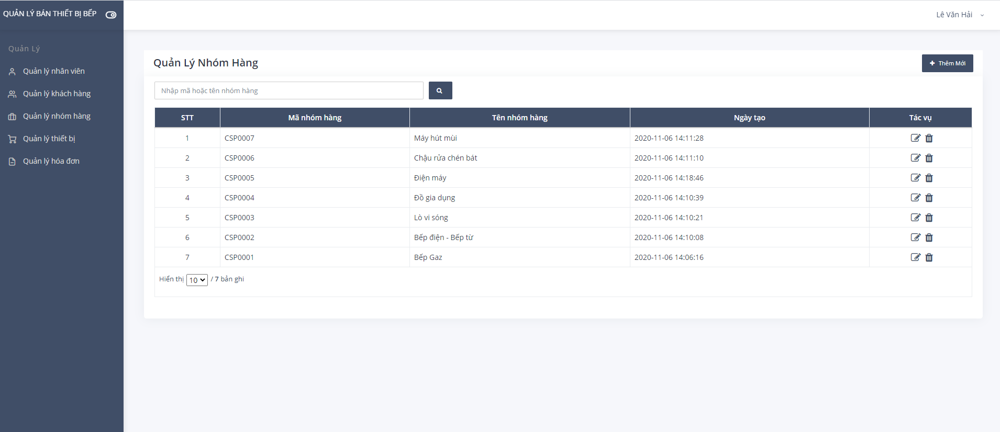 QUẢN LÝ BÁN THIẾT BỊ BẾP
Lê Văn Hải
Quản Lý
Quản lý nhân viên
Quản lý khách hàng
Quản lý nhóm hàng
Quản lý thiết bị
Quản lý hóa đơn
Quản Lý Nhóm Hàng
Thêm Mới
Nhập mã hoặc tên nhóm hàng
STT Mã nhóm hàng Tên nhóm hàng Ngày tạo Tác vụ
1 CSP0007 Máy hút mùi 2020-11-06 14:11:28
2 CSP0006 Chậu rửa chén bát 2020-11-06 14:11:10
3 CSP0005 Điện máy 2020-11-06 14:18:46
4 CSP0004 Đồ gia dụng 2020-11-06 14:10:39
5 CSP0003 Lò vi sóng 2020-11-06 14:10:21
6 CSP0002 Bếp điện - Bếp từ 2020-11-06 14:10:08
7 CSP0001 Bếp Gaz 2020-11-06 14:06:16
Hiển thị 10 / 7 bản ghi